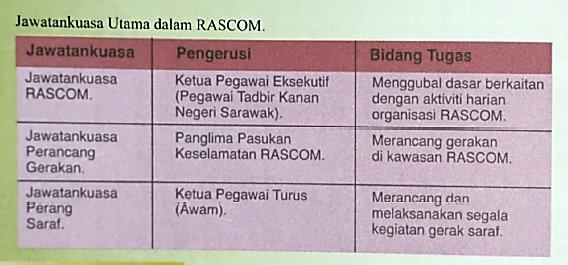 Jawatankuasa Utama dalam RASCOM.
Jawatankuasa Pengerusi Bidang Tugas
Jawatankuasa
RASCOM.
Ketua Pegawai Eksekutif
(Pegawai Tadbir Kanan
Negeri Sarawak).
Menggubal dasar berkaitan
dengan aktiviti harian
organisasi RASCOM.
Jawatankuasa
Perancang
Gerakan.
Panglima Pasukan
Keselamatan RASCOM.
Merancang gerakan
di kawasan RASCOM.
Jawatankuasa
Perang
Saraf.
Ketua Pegawai Turus
(Awam).
Merancang dan
melaksanakan segala
kegiatan gerak saraf.